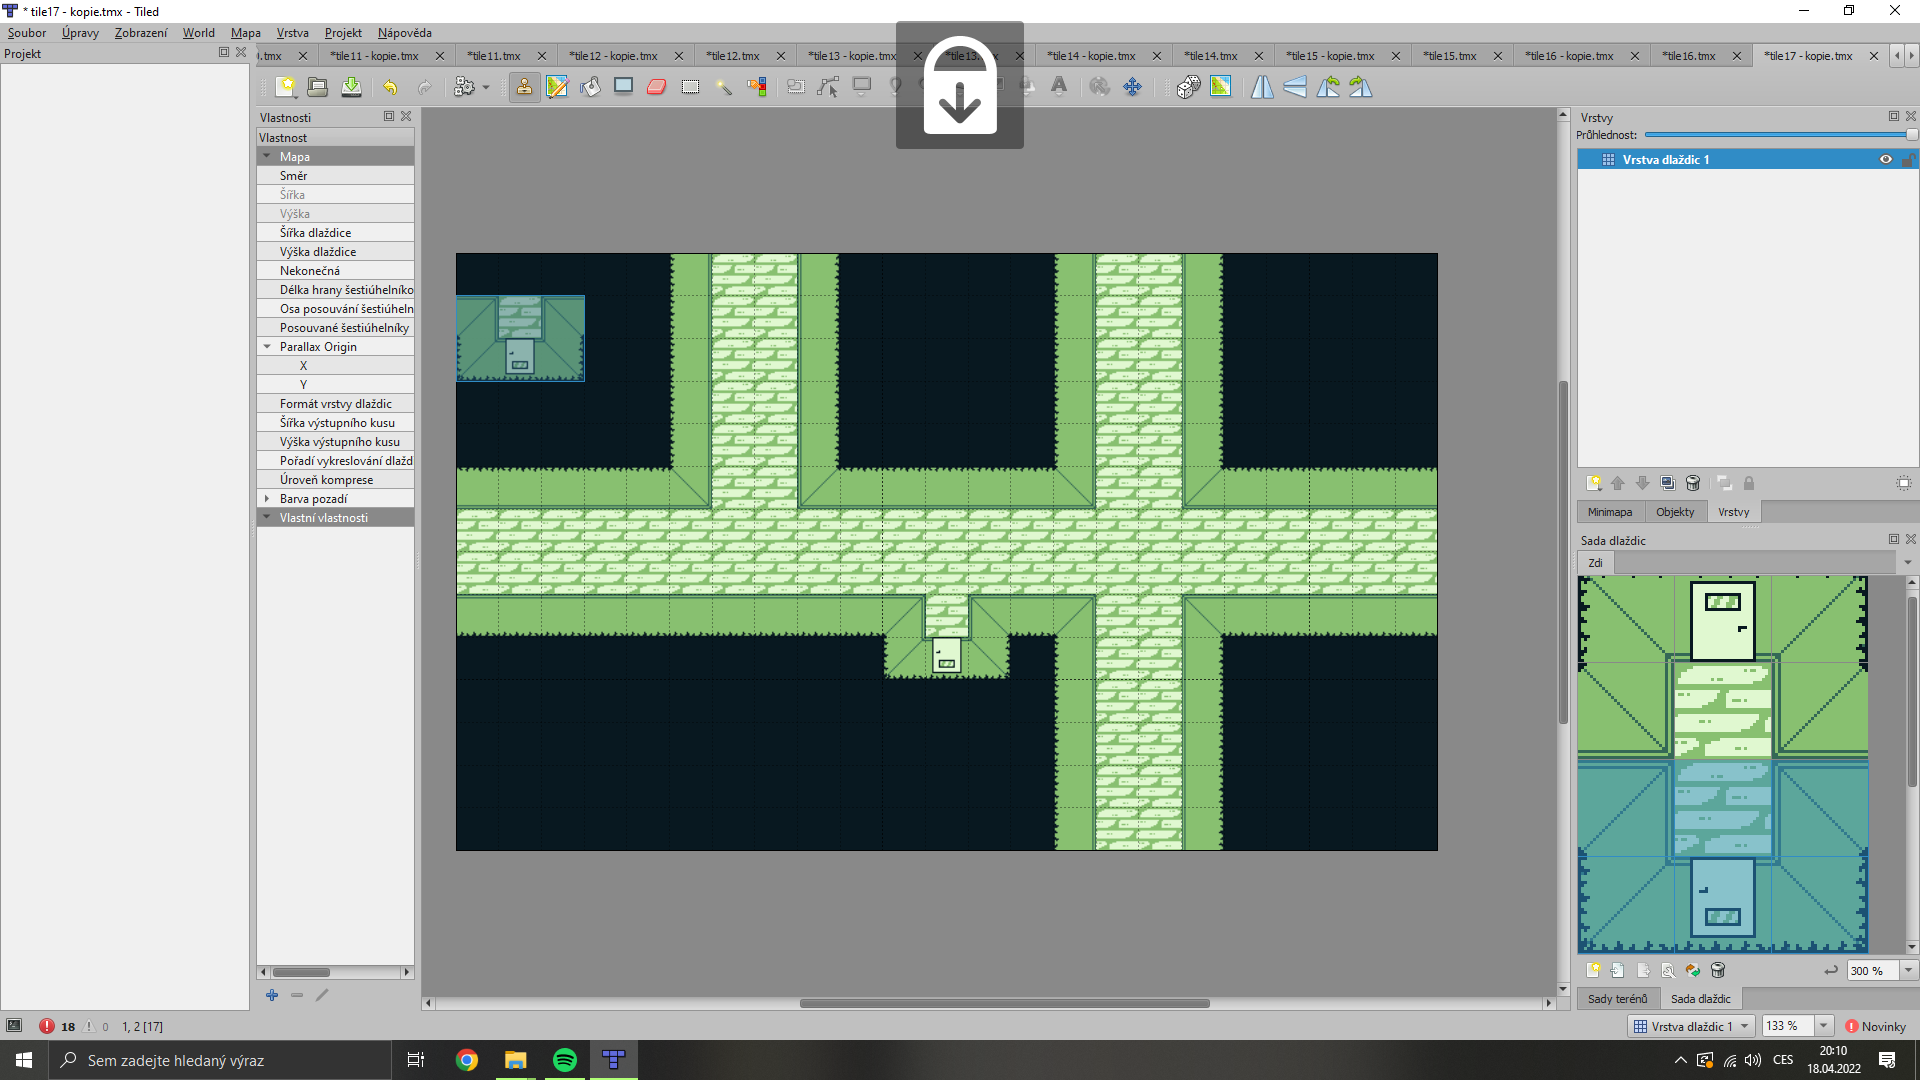 * tile17 - kopie.tmx - Tiled
Soubor Úpravy Zobrazení World Mapa Vrstva Projekt Nápověda
Projekt
).tmx *tile11 - kopie.tmx *tile11.tmx *tile12 - kopie.tmx *tile12.tmx *tile13 - kopie.tmx *tile13. *tile14 - kopie.tmx *tile14.tmx *tile15 - kopie.tmx *tile15.tmx *tile16 - kopie.tmx *tile16.tmx *tile17 - kopie.tmx
Vlastnosti
Vlastnost
Mapa
Směr
Šířka
Výška
Šířka dlaždice
Výška dlaždice
Nekonečná
Délka hrany šestiúhelníko
Osa posouvání šestiúheln
Posouvané šestiúhelníky
Parallax Origin
X
Y
Formát vrstvy dlaždic
Šířka výstupního kusu
Výška výstupního kusu
Pořadí vykreslování dlažd
Úroveň komprese
Barva pozadí
Vlastní vlastnosti
Vrstvy
Průhlednost:
Vrstva dlaždic 1
Minimapa Objekty Vrstvy
Sada dlaždic
Zdi
300 %
Sady terénů Sada dlaždic
18 0 1, 2 [17]
Vrstva dlaždic 1 133 % Novinky
Sem zadejte hledaný výraz
CES
20:10
18.04.2022